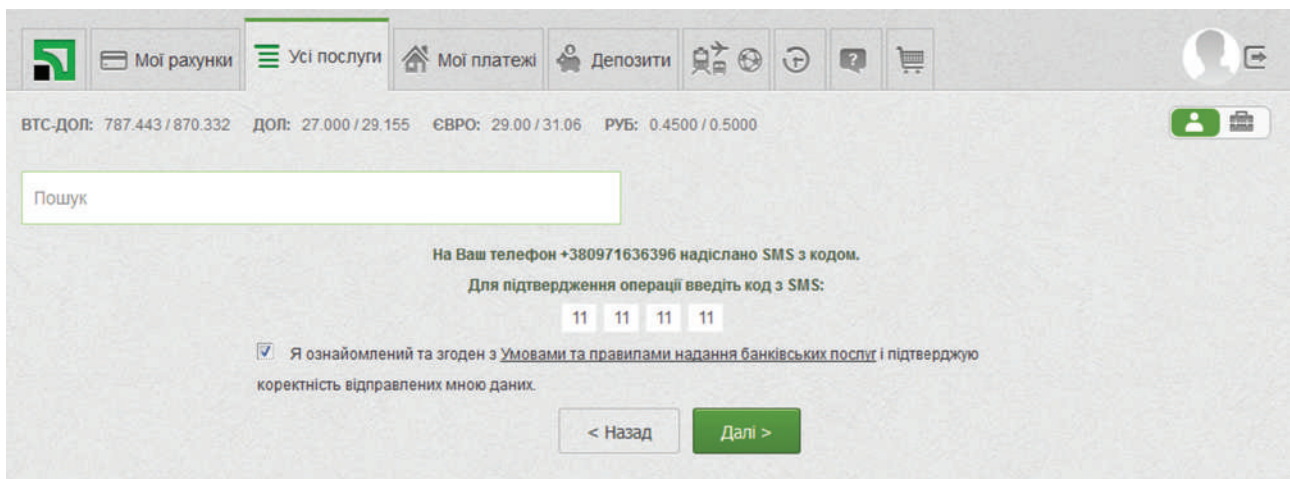 Мої рахунки Усі послуги Мої платежі Депозити
BTC-ДОЛ: 787.443 / 870.332 ДОЛ: 27.000 / 29.155 ЄВРО: 29.00 / 31.06 РУБ: 0.4500 / 0.5000
Пошук
На Ваш телефон +380971636396 надіслано SMS з кодом.
Для підтвердження операції введіть код з SMS:
11 11 11 11
Я ознайомлений та згоден з Умовами та правилами надання банківських послуг і підтверджую
коректність відправлених мною даних.
< Назад Далі >